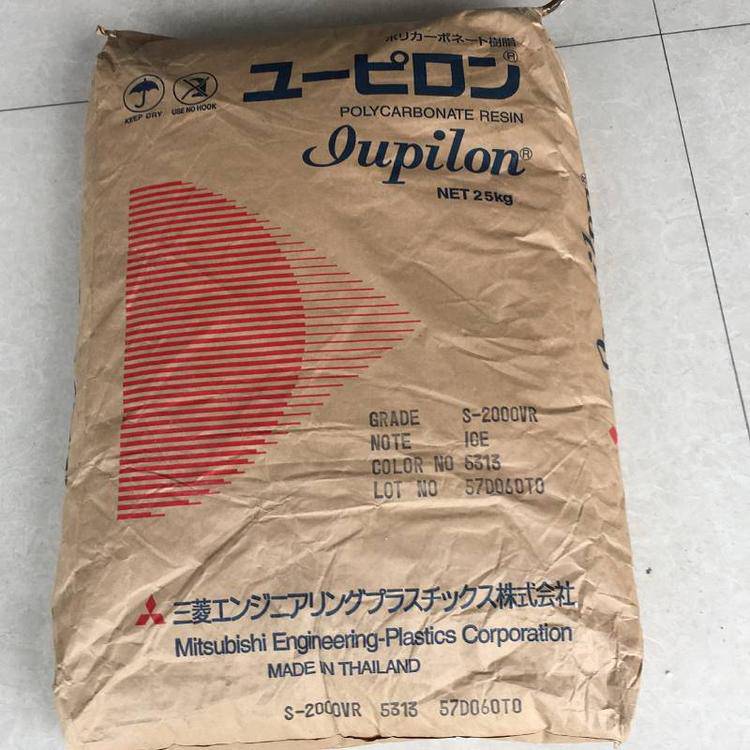 ポリカーボネート樹脂
ユーピロン®
KEEP DRY USE NO HOOK
POLYCARBONATE RESIN
Iupilon®
NET 25kg
GRADE S-2000VR
NOTE ICE
COLOR NO 5313
LOT NO 57D060T0
三菱エンジニアリングプラスチックス株式会社
Mitsubishi Engineering-Plastics Corporation
MADE IN THAILAND
S-2000VR 5313 57D060T0